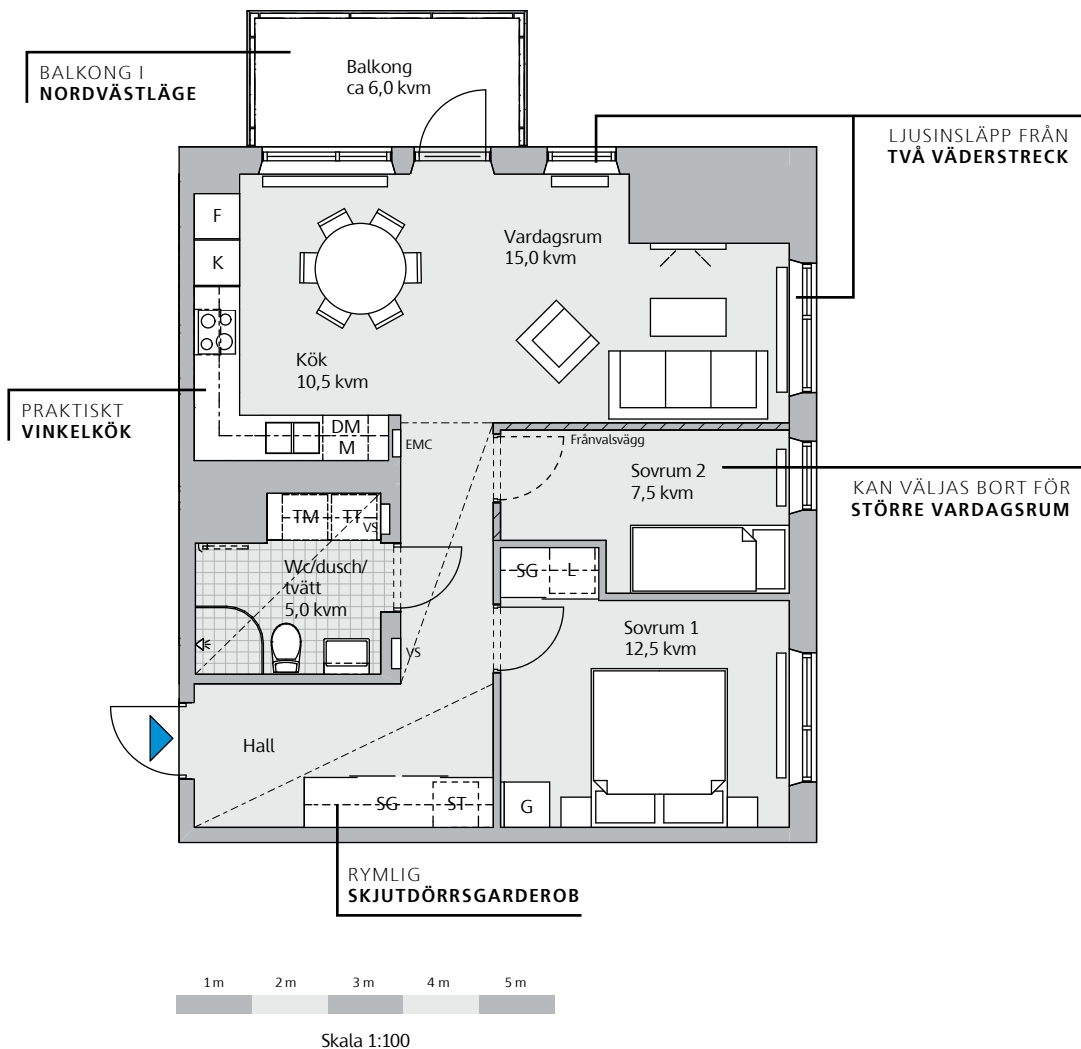 BALKONG I
NORDVÄSTLÄGE
Balkong
ca 6,0 kvm
LJUSINSLÄPP FRÅN
TVÅ VÄDERSTRECK
F
K
Vardagsrum
15,0 kvm
Kök
10,5 kvm
PRAKTISKT
VINKELKÖK
DM
M
EMC
Frånvalsvägg
Sovrum 2
7,5 kvm
KAN VÄLJAS BORT FÖR
STÖRRE VARDAGSRUM
TM
TT
VS
Wc/dusch/
tvätt
5,0 kvm
SG
L
VS
Sovrum 1
12,5 kvm
Hall
SG
ST
G
RYMLIG
SKJUTDÖRRSGARDEROB
1 m 2 m 3 m 4 m 5 m
Skala 1:100